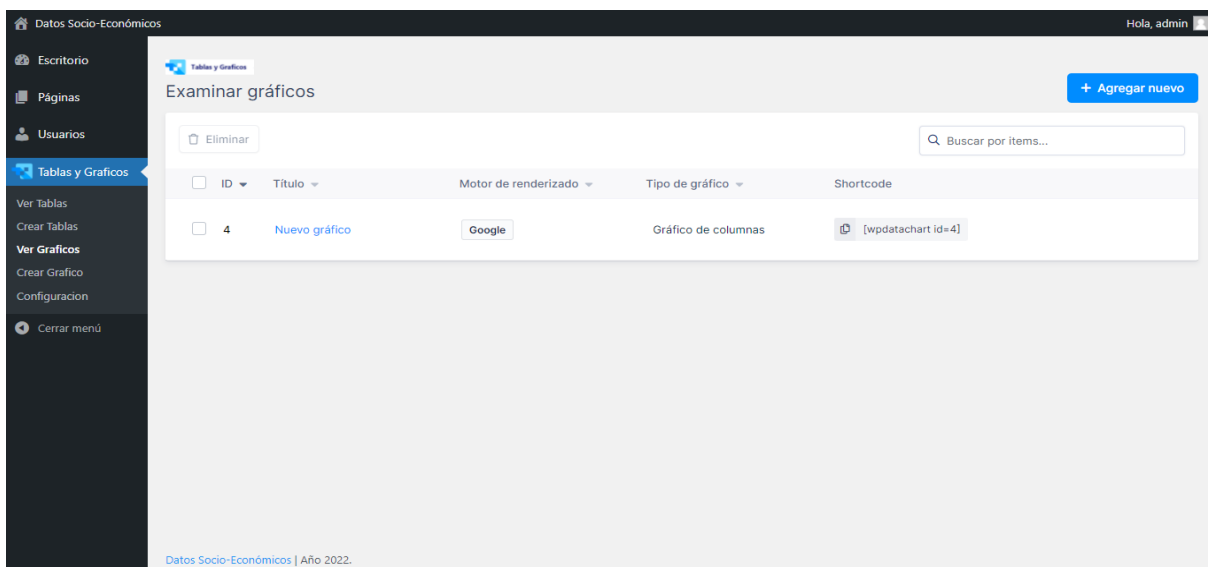 Datos Socio-Económicos
Hola, admin
Escritorio
Páginas
Usuarios
Tablas y Graficos
Ver Tablas
Crear Tablas
Ver Graficos
Crear Grafico
Configuracion
Cerrar menú
Tablas y Graficos
Examinar gráficos
+ Agregar nuevo
Eliminar
Buscar por items...
ID Título Motor de renderizado Tipo de gráfico Shortcode
4 Nuevo gráfico Google Gráfico de columnas [wpdatachart id=4]
Datos Socio-Económicos | Año 2022.